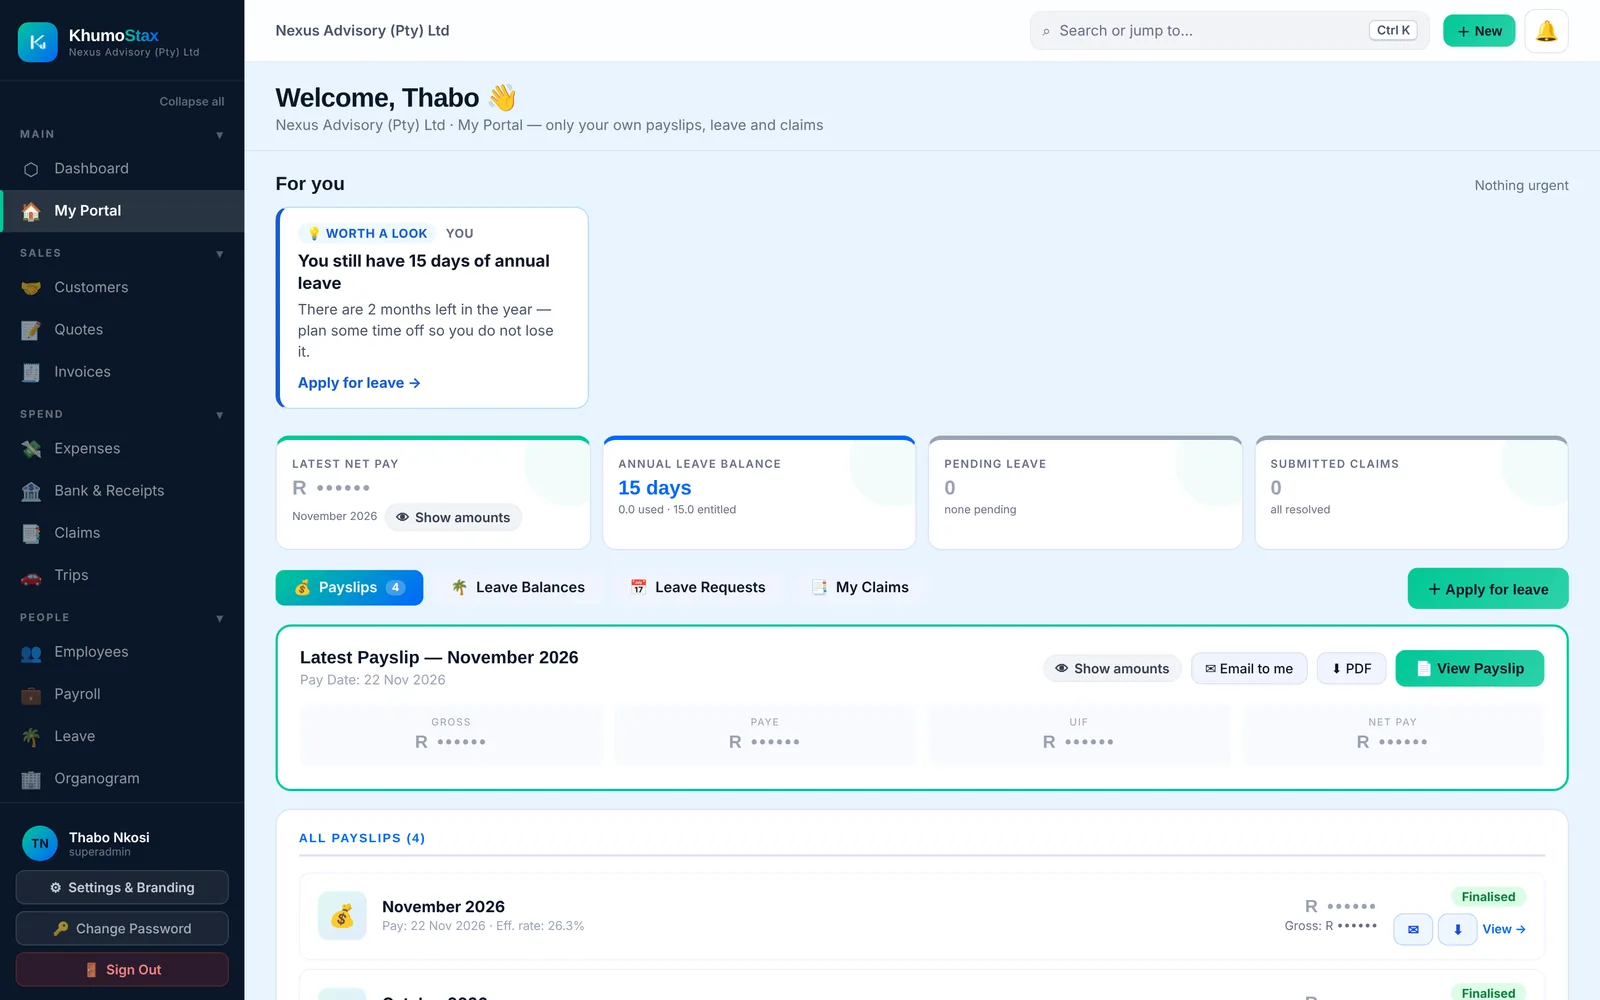 KhumoStax
Nexus Advisory (Pty) Ltd
Collapse all
MAIN
Dashboard
My Portal
SALES
Customers
Quotes
Invoices
SPEND
Expenses
Bank & Receipts
Claims
Trips
PEOPLE
Employees
Payroll
Leave
Organogram
TN
Thabo Nkosi
superadmin
Settings & Branding
Change Password
Sign Out
Nexus Advisory (Pty) Ltd
Search or jump to...
Ctrl K
+ New
Welcome, Thabo 👋
Nexus Advisory (Pty) Ltd · My Portal — only your own payslips, leave and claims
For you
Nothing urgent
💡 WORTH A LOOK YOU
You still have 15 days of annual
leave
There are 2 months left in the year —
plan some time off so you do not lose
it.
Apply for leave →
LATEST NET PAY
R ••••••
November 2026 Show amounts
ANNUAL LEAVE BALANCE
15 days
0.0 used · 15.0 entitled
PENDING LEAVE
0
none pending
SUBMITTED CLAIMS
0
all resolved
Payslips 4
Leave Balances
Leave Requests
My Claims
+ Apply for leave
Latest Payslip — November 2026
Pay Date: 22 Nov 2026
Show amounts
✉ Email to me
⬇ PDF
View Payslip
GROSS
R ••••••
PAYE
R ••••••
UIF
R ••••••
NET PAY
R ••••••
ALL PAYSLIPS (4)
November 2026
Pay: 22 Nov 2026 · Eff. rate: 26.3%
R ••••••
Gross: R ••••••
Finalised
View →
October 2026
R
Finalised